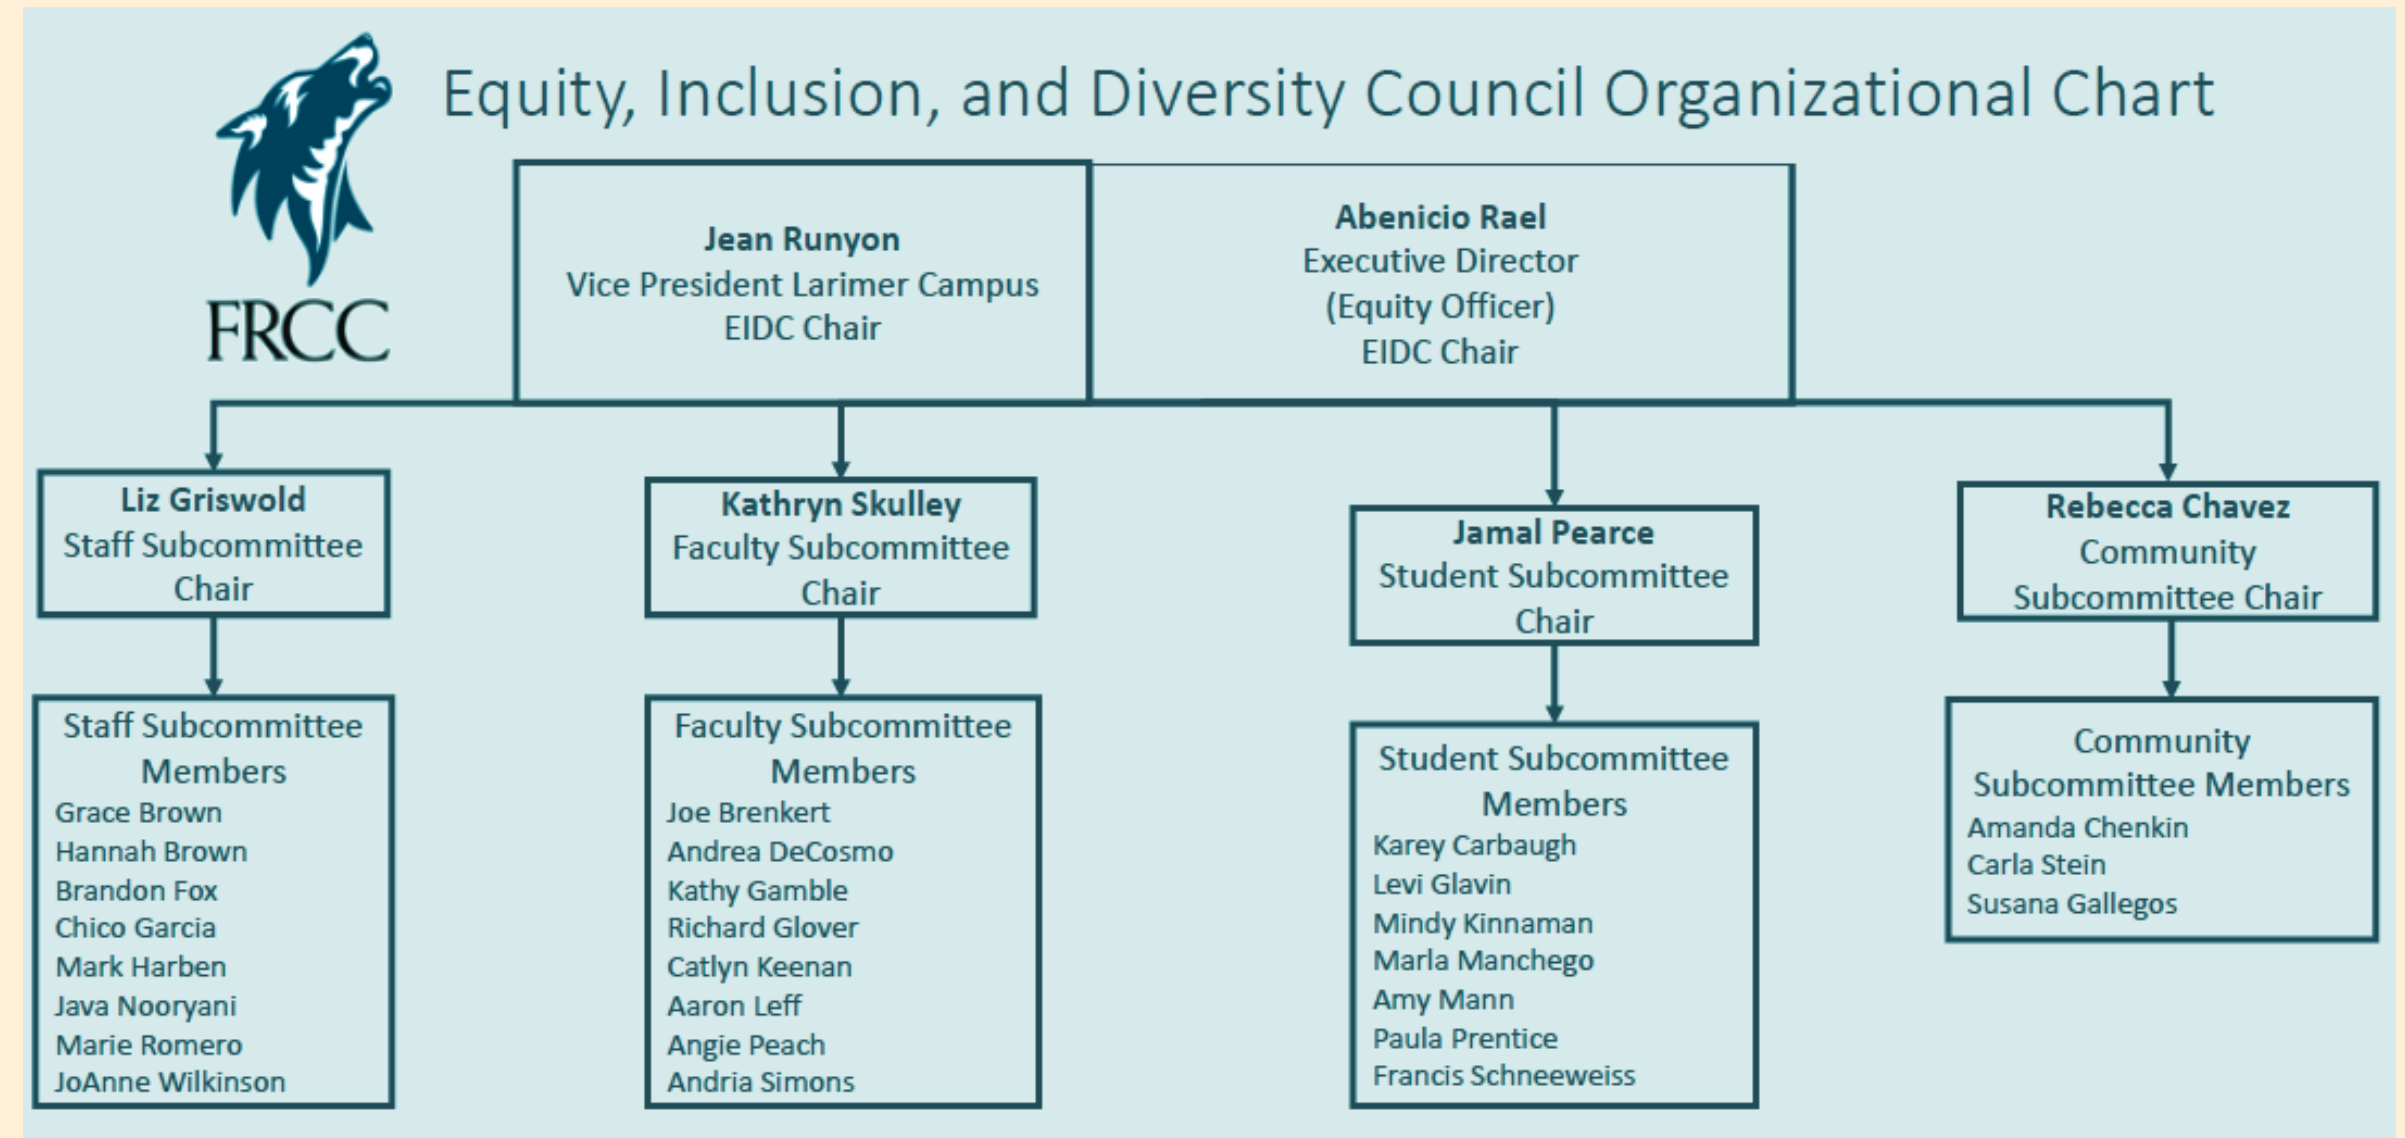 Equity, Inclusion, and Diversity Council Organizational Chart
FRCC
Jean Runyon
Vice President Larimer Campus
EIDC Chair
Abenicio Rael
Executive Director
(Equity Officer)
EIDC Chair
Liz Griswold
Staff Subcommittee
Chair
Kathryn Skulley
Faculty Subcommittee
Chair
Jamal Pearce
Student Subcommittee
Chair
Rebecca Chavez
Community
Subcommittee Chair
Staff Subcommittee
Members
Grace Brown
Hannah Brown
Brandon Fox
Chico Garcia
Mark Harben
Java Nooryani
Marie Romero
JoAnne Wilkinson
Faculty Subcommittee
Members
Joe Brenkert
Andrea DeCosmo
Kathy Gamble
Richard Glover
Catlyn Keenan
Aaron Leff
Angie Peach
Andria Simons
Student Subcommittee
Members
Karey Carbaugh
Levi Glavin
Mindy Kinnaman
Marla Manchego
Amy Mann
Paula Prentice
Francis Schneeweiss
Community
Subcommittee Members
Amanda Chenkin
Carla Stein
Susana Gallegos